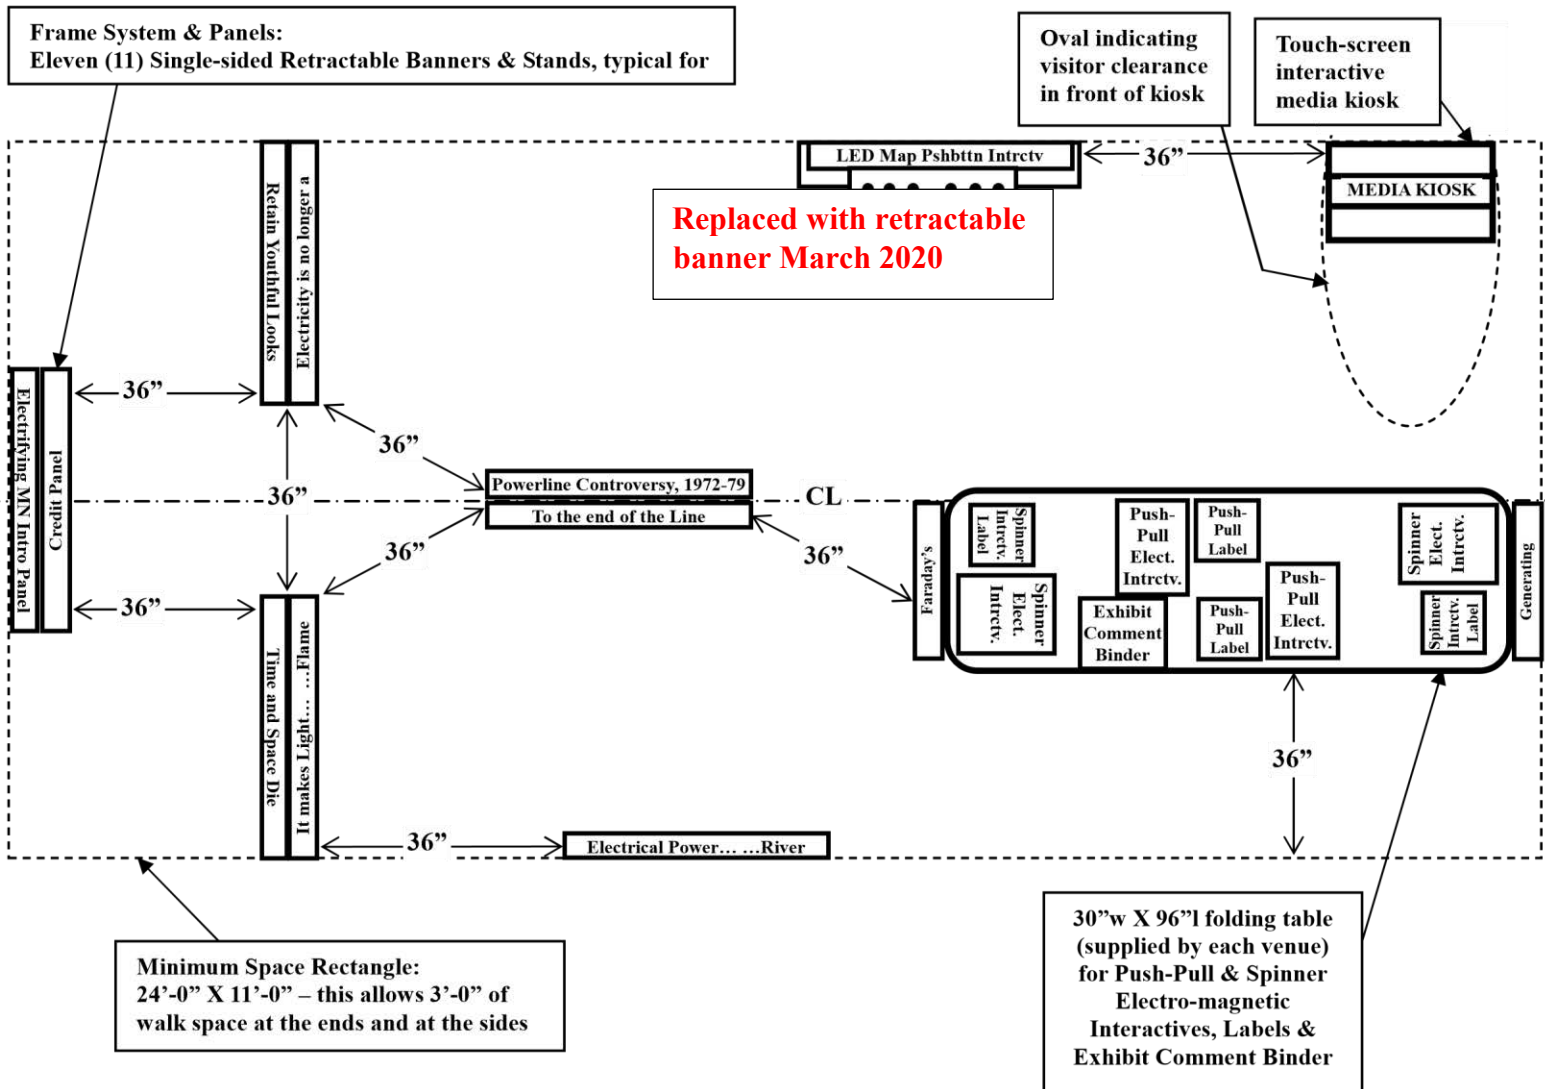 Frame System & Panels:
Eleven (11) Single-sided Retractable Banners & Stands, typical for
Oval indicating
visitor clearance
in front of kiosk
Touch-screen
interactive
media kiosk
LED Map Pshbttn Intrctv
36”
MEDIA KIOSK
Replaced with retractable
banner March 2020
Retain Youthful Looks
Electricity is no longer a
Electrifying MN Intro Panel
Credit Panel
36”
36”
36”
Powerline Controversy, 1972-79
To the end of the Line
CL
36”
36”
36”
Time and Space Die
It makes Light… …Flame
36”
Faraday’s
Spinner
Intrctv.
Label
Spinner
Elect.
Intrctv.
Push-
Pull
Elect.
Intrctv.
Exhibit
Comment
Binder
Push-
Pull
Label
Push-
Pull
Label
Push-
Pull
Elect.
Intrctv.
Spinner
Elect.
Intrctv.
Spinner
Intrctv.
Label
Generating
36”
36”
Electrical Power… …River
Minimum Space Rectangle:
24’-0” X 11’-0” – this allows 3’-0” of
walk space at the ends and at the sides
30”w X 96”l folding table
(supplied by each venue)
for Push-Pull & Spinner
Electro-magnetic
Interactives, Labels &
Exhibit Comment Binder